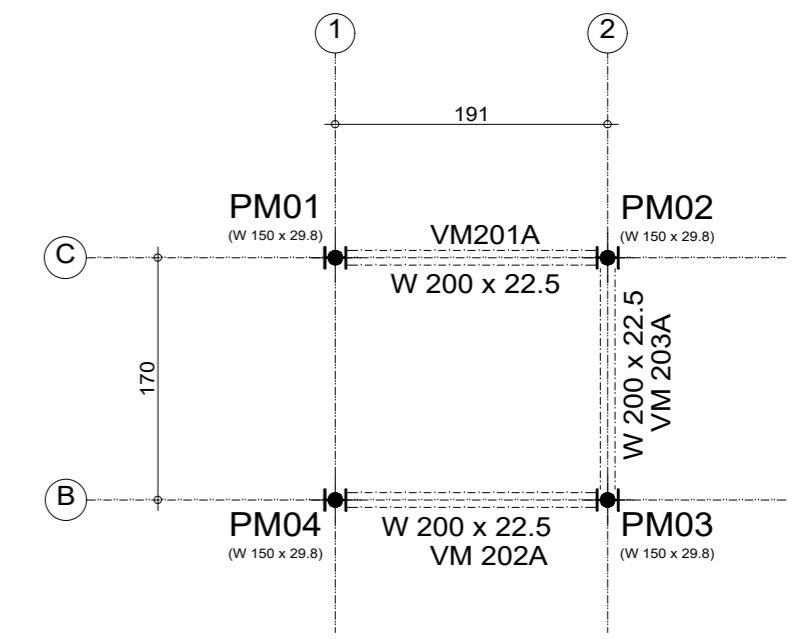 1
2
191
PM01
(W 150 x 29.8)
VM201A
W 200 x 22.5
PM02
(W 150 x 29.8)
C
170
W 200 x 22.5
VM 203A
B
PM04
(W 150 x 29.8)
W 200 x 22.5
VM 202A
PM03
(W 150 x 29.8)